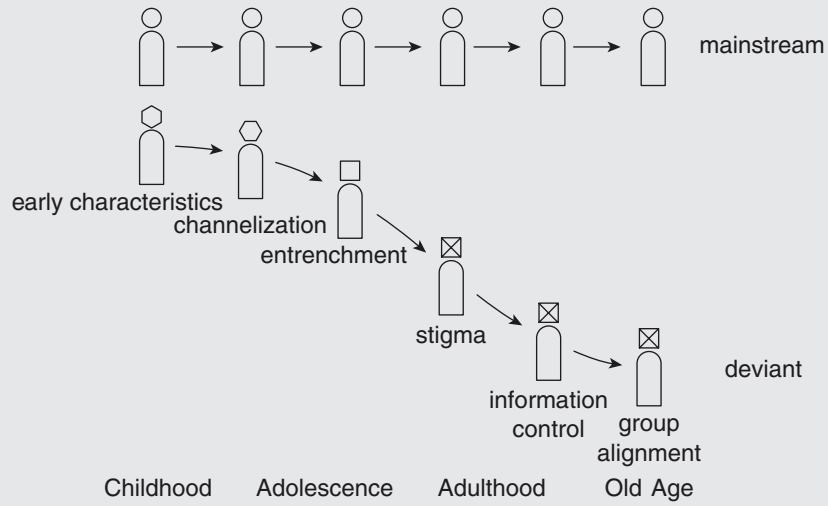 mainstream
early characteristics
channelization
entrenchment
stigma
deviant
information
control
group
alignment
Childhood Adolescence Adulthood Old Age